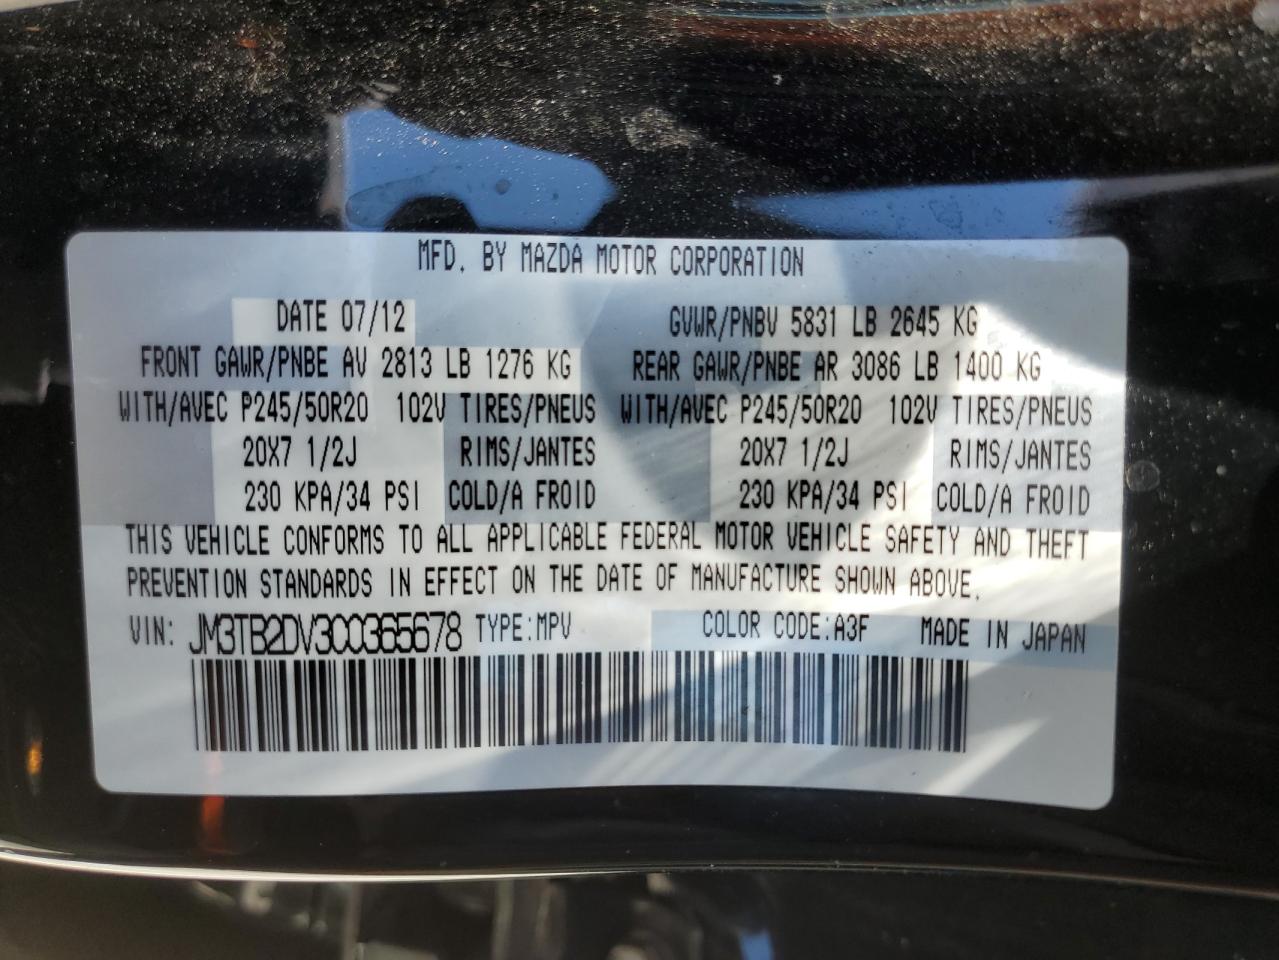 MFD. BY MAZDA MOTOR CORPORATION
DATE 07/12 GVWR/PNBV 5831 LB 2645 KG
FRONT GAWR/PNBE AV 2813 LB 1276 KG REAR GAWR/PNBE AR 3086 LB 1400 KG
WITH/AVEC P245/50R20 102V TIRES/PNEUS WITH/AVEC P245/50R20 102V TIRES/PNEUS
20X7 1/2J RIMS/JANTES 20X7 1/2J RIMS/JANTES
230 KPA/34 PSI COLD/A FROID 230 KPA/34 PSI COLD/A FROID
THIS VEHICLE CONFORMS TO ALL APPLICABLE FEDERAL MOTOR VEHICLE SAFETY AND THEFT
PREVENTION STANDARDS IN EFFECT ON THE DATE OF MANUFACTURE SHOWN ABOVE.
VIN: JM3TB2DV3C0365678 TYPE:MPV COLOR CODE:A3F MADE IN JAPAN